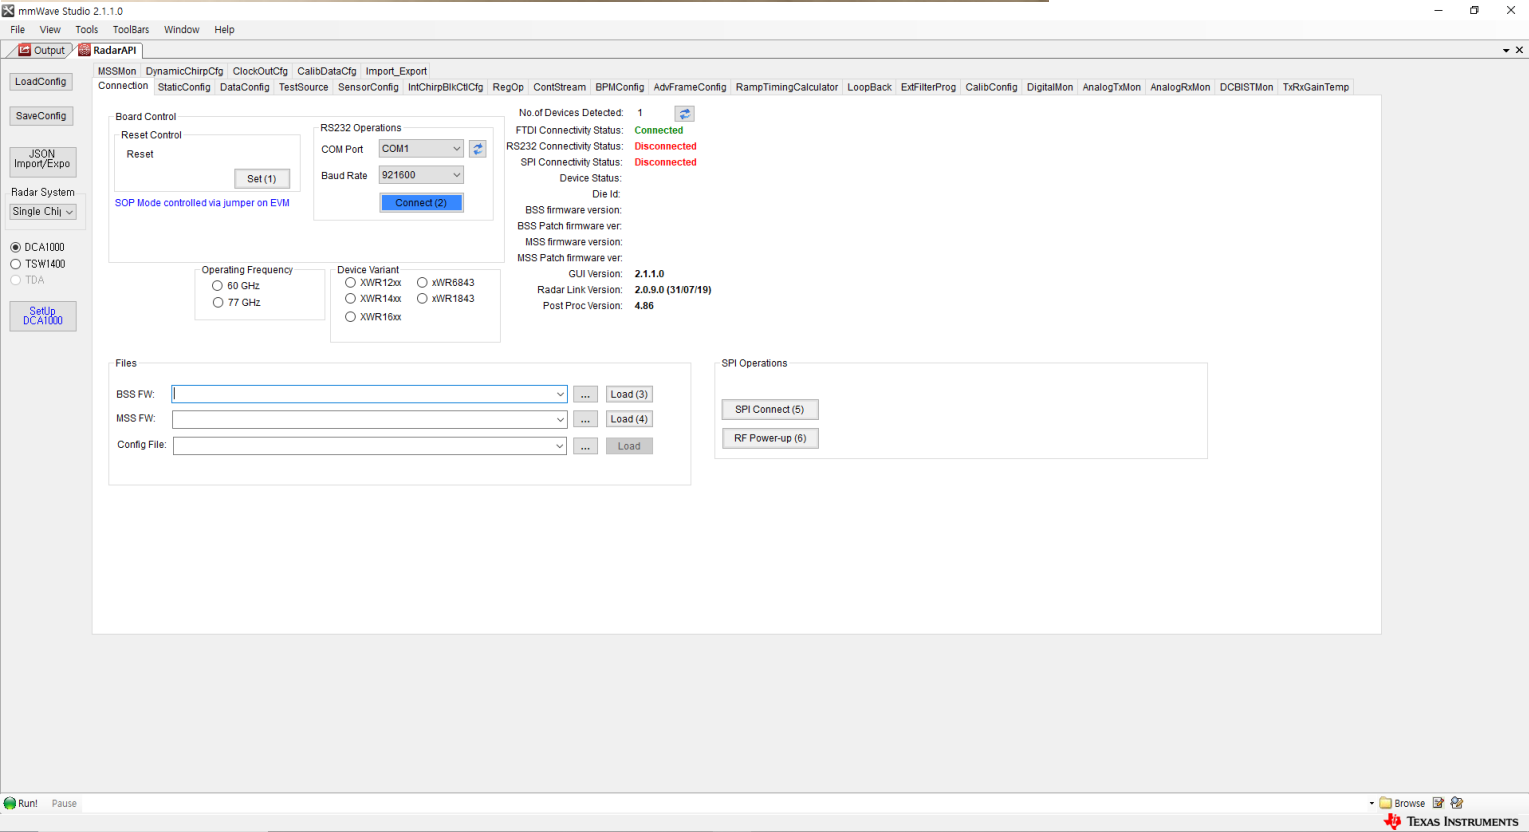 mmWave Studio 2.1.1.0
File View Tools ToolBars Window Help
Output RadarAPI
LoadConfig
SaveConfig
JSON
Import/Expo
Radar System
Single Chip
DCA1000
TSW1400
TDA
SetUp
DCA1000
MSSMon DynamicChirpCfg ClockOutCfg CalibDataCfg Import_Export
Connection StaticConfig DataConfig TestSource SensorConfig IntChirpBlkCtlCfg RegOp ContStream BPMConfig AdvFrameConfig RampTimingCalculator LoopBack ExtFilterProg CalibConfig DigitalMon AnalogTxMon AnalogRxMon DCBISTMon TxRxGainTemp
Board Control
Reset Control
Reset
Set (1)
SOP Mode controlled via jumper on EVM
RS232 Operations
COM Port COM1
Baud Rate 921600
Connect (2)
No.of Devices Detected: 1
FTDI Connectivity Status: Connected
RS232 Connectivity Status: Disconnected
SPI Connectivity Status: Disconnected
Device Status:
Die Id:
BSS firmware version:
BSS Patch firmware ver:
MSS firmware version:
MSS Patch firmware ver:
GUI Version: 2.1.1.0
Radar Link Version: 2.0.9.0 (31/07/19)
Post Proc Version: 4.86
Operating Frequency
60 GHz
77 GHz
Device Variant
XWR12xx xWR6843
XWR14xx xWR1843
XWR16xx
Files
BSS FW: ... Load (3)
MSS FW: ... Load (4)
Config File: ... Load
SPI Operations
SPI Connect (5)
RF Power-up (6)
Run! Pause
Browse
TEXAS INSTRUMENTS